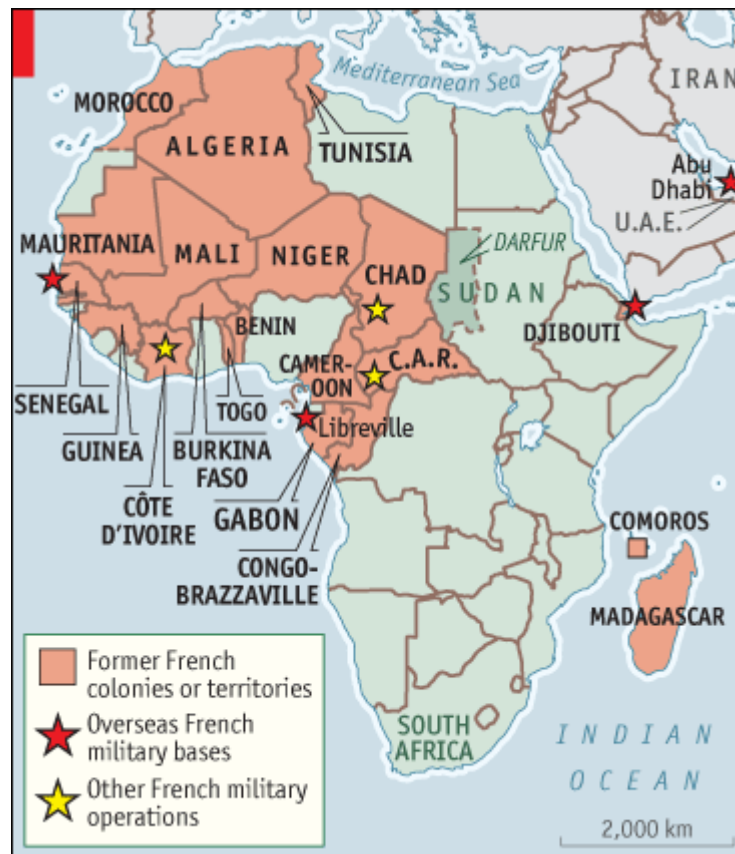 Mediterranean Sea
IRAN
MOROCCO
ALGERIA
TUNISIA
Abu
Dhabi
U.A.E.
MAURITANIA
MALI
NIGER
CHAD
DARFUR
SUDAN
BENIN
DJIBOUTI
CAMER-
OON
C.A.R.
SENEGAL
TOGO
Libreville
GUINEA
BURKINA
FASO
CÔTE
D'IVOIRE
GABON
CONGO-
BRAZZAVILLE
COMOROS
MADAGASCAR
Former French
colonies or territories
Overseas French
military bases
Other French military
operations
SOUTH
AFRICA
INDIAN
OCEAN
2,000 km